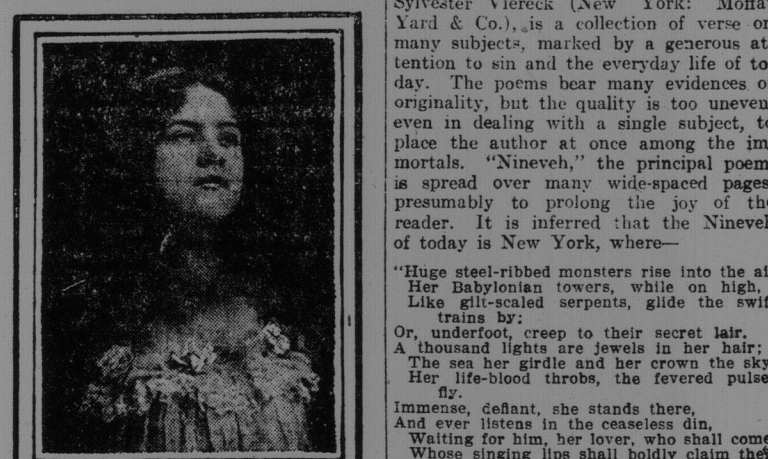 Sylvester Viereck (New York: Moffat
Yard & Co.), is a collection of verse on
many subjects, marked by a generous at
tention to sin and the everyday life of to
day. The poems bear many evidences o
originality, but the quality is too uneven
even in dealing with a single subject, to
place the author at once among the im
mortals. "Nineveh," the principal poem
is spread over many wide-spaced pages
presumably to prolong the joy of the
reader. It is inferred that the Nineveh
of today is New York, where—
"Huge steel-ribbed monsters rise into the ai
Her Babylonian towers, while on high,
Like gilt-scaled serpents, glide the swif
trains by;
Or, underfoot, creep to their secret lair.
A thousand lights are jewels in her hair;
The sea her girdle and her crown the sky
Her life-blood throbs, the fevered pulse
fly.
Immense, defiant, she stands there,
And ever listens in the ceaseless din,
Waiting for him, her lover, who shall come
Whose singing lips shall boldly claim the